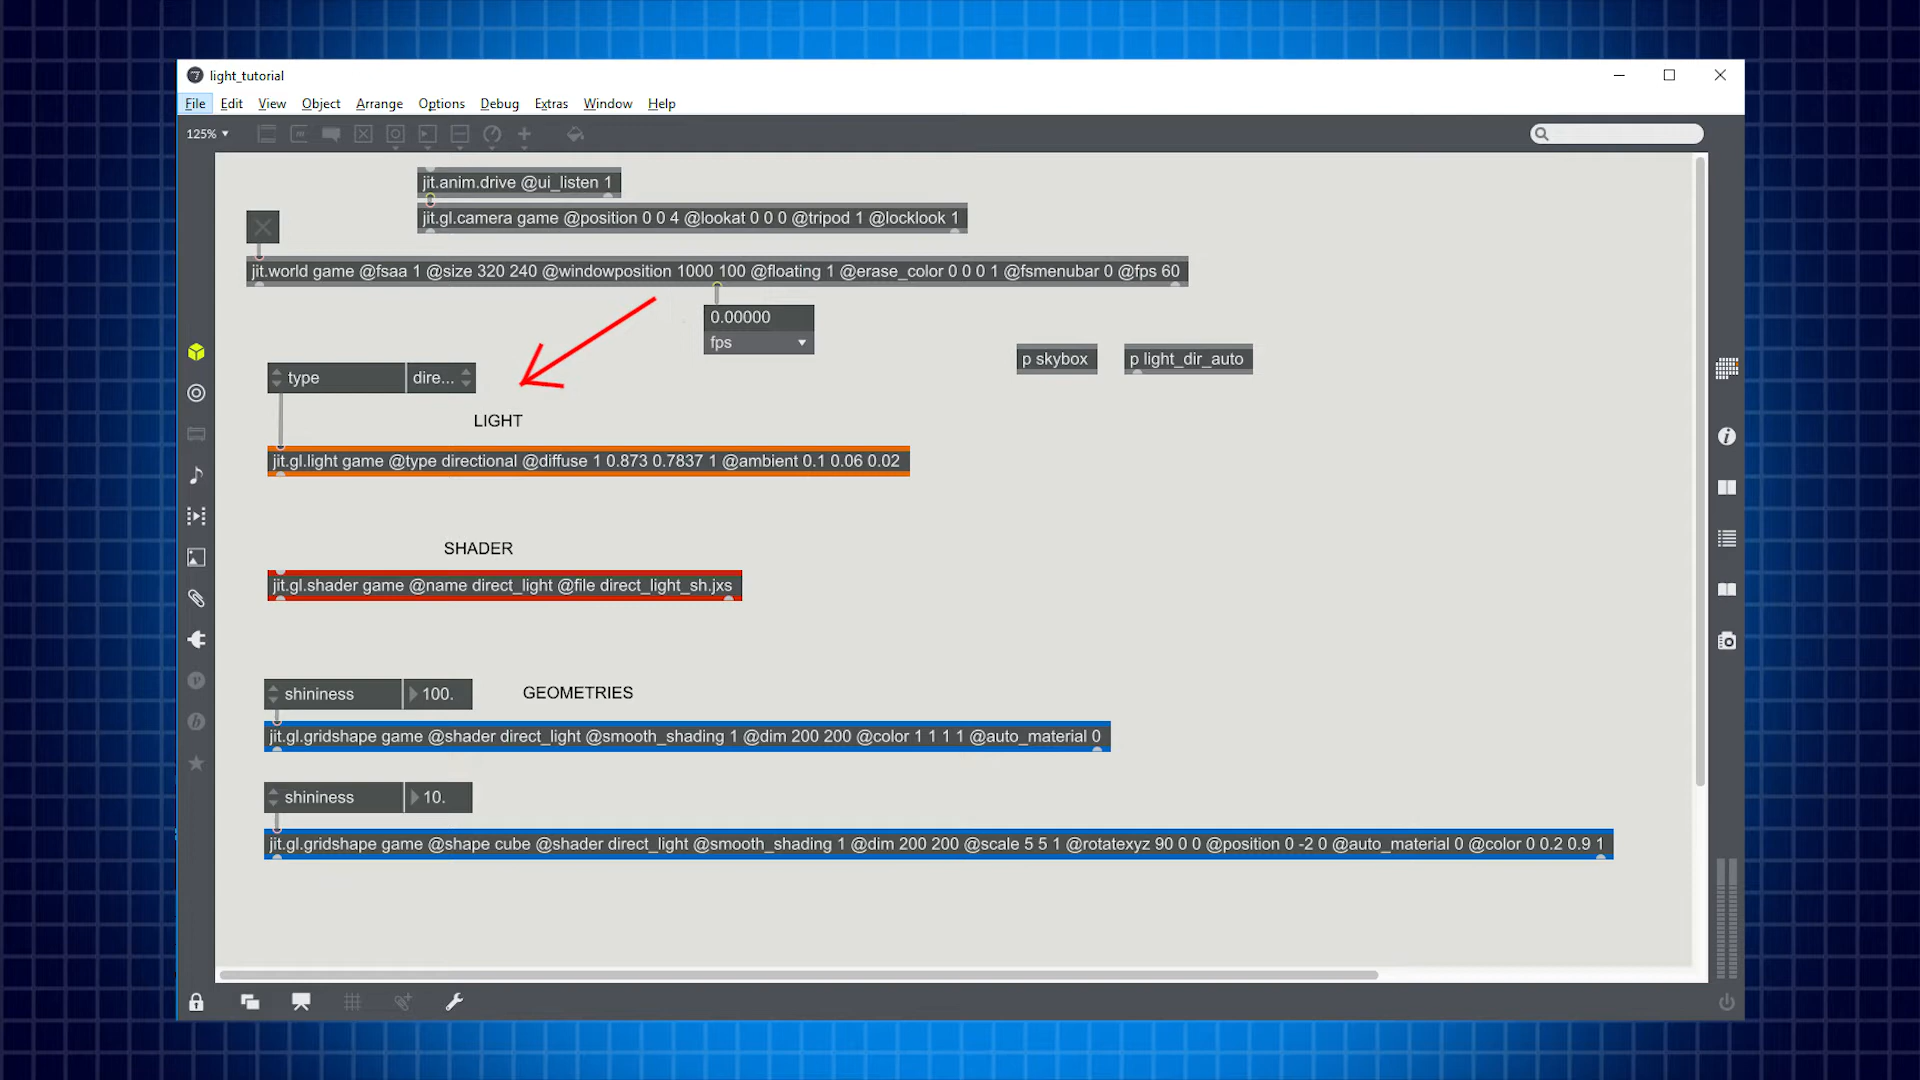 light_tutorial
File Edit View Object Arrange Options Debug Extras Window Help
125%
jit.anim.drive @ui_listen 1
jit.gl.camera game @position 0 0 4 @lookat 0 0 0 @tripod 1 @locklook 1
jit.world game @fsaa 1 @size 320 240 @windowposition 1000 100 @floating 1 @erase_color 0 0 0 1 @fsmenubar 0 @fps 60
0.00000
fps
p skybox
p light_dir_auto
type dire...
LIGHT
jit.gl.light game @type directional @diffuse 1 0.873 0.7837 1 @ambient 0.1 0.06 0.02
SHADER
jit.gl.shader game @name direct_light @file direct_light_sh.jxs
shininess 100.
GEOMETRIES
jit.gl.gridshape game @shader direct_light @smooth_shading 1 @dim 200 200 @color 1 1 1 1 @auto_material 0
shininess 10.
jit.gl.gridshape game @shape cube @shader direct_light @smooth_shading 1 @dim 200 200 @scale 5 5 1 @rotatexyz 90 0 0 @position 0 -2 0 @auto_material 0 @color 0 0.2 0.9 1